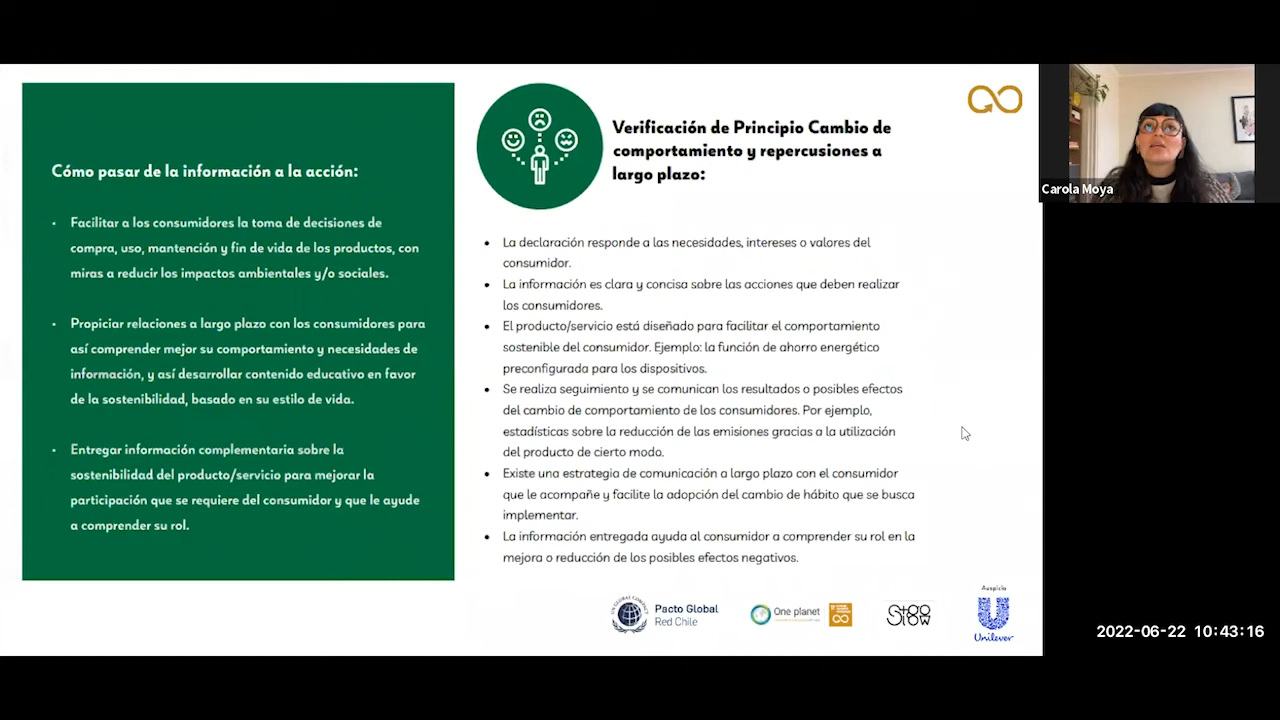 Cómo pasar de la información a la acción:
• Facilitar a los consumidores la toma de decisiones de
compra, uso, mantención y fin de vida de los productos, con
miras a reducir los impactos ambientales y/o sociales.
• Propiciar relaciones a largo plazo con los consumidores para
así comprender mejor su comportamiento y necesidades de
información, y así desarrollar contenido educativo en favor
de la sostenibilidad, basado en su estilo de vida.
• Entregar información complementaria sobre la
sostenibilidad del producto/servicio para mejorar la
participación que se requiere del consumidor y que le ayude
a comprender su rol.
Verificación de Principio Cambio de
comportamiento y repercusiones a
largo plazo:
• La declaración responde a las necesidades, intereses o valores del
consumidor.
• La información es clara y concisa sobre las acciones que deben realizar
los consumidores.
• El producto/servicio está diseñado para facilitar el comportamiento
sostenible del consumidor. Ejemplo: la función de ahorro energético
preconfigurada para los dispositivos.
• Se realiza seguimiento y se comunican los resultados o posibles efectos
del cambio de comportamiento de los consumidores. Por ejemplo,
estadísticas sobre la reducción de las emisiones gracias a la utilización
del producto de cierto modo.
• Existe una estrategia de comunicación a largo plazo con el consumidor
que le acompañe y facilite la adopción del cambio de hábito que se busca
implementar.
• La información entregada ayuda al consumidor a comprender su rol en la
mejora o reducción de los posibles efectos negativos.
Pacto Global
Red Chile
One planet
Auspicia
Unilever
Carola Moya
2022-06-22 10:43:16